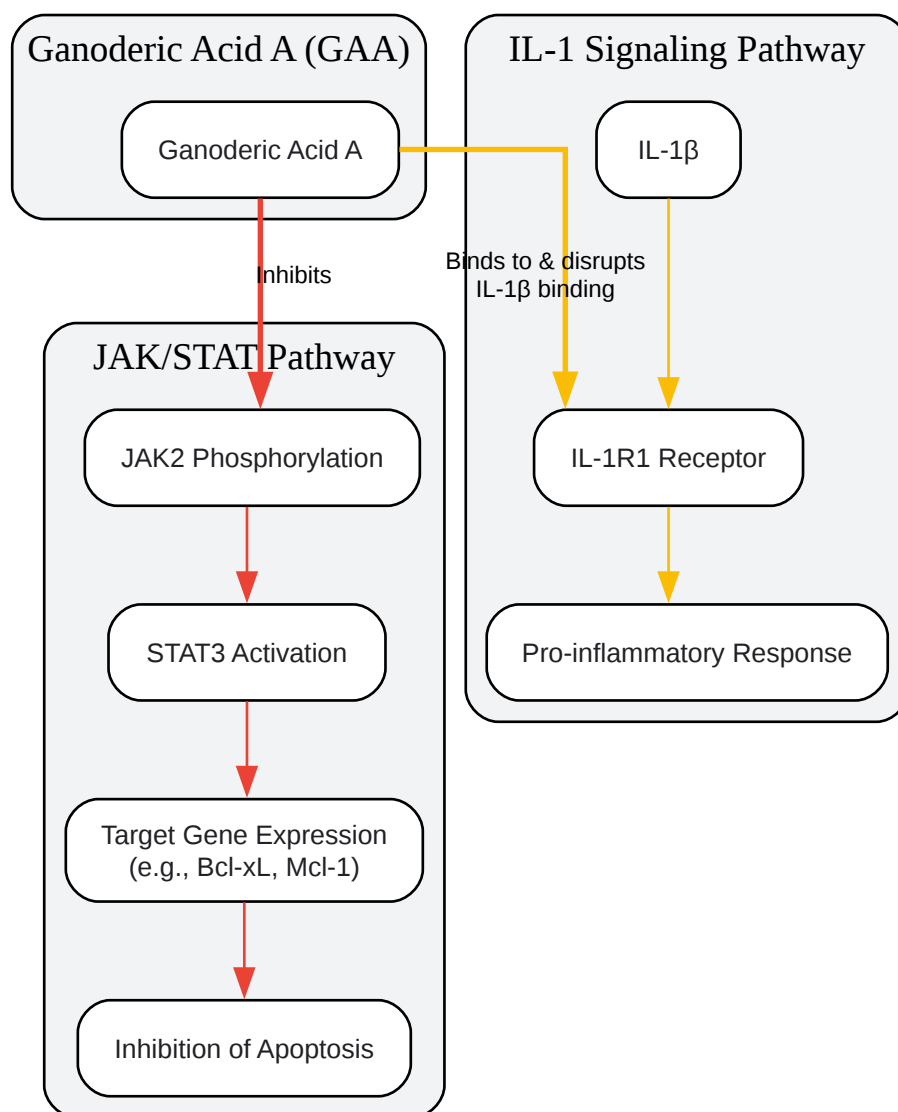 Ganoderic Acid A (GAA)
Ganoderic Acid A
Inhibits
JAK/STAT Pathway
JAK2 Phosphorylation
STAT3 Activation
Target Gene Expression
(e.g., Bcl-xL, Mcl-1)
Inhibition of Apoptosis
IL-1 Signaling Pathway
IL-1β
Binds to & disrupts
IL-1β binding
IL-1R1 Receptor
Pro-inflammatory Response